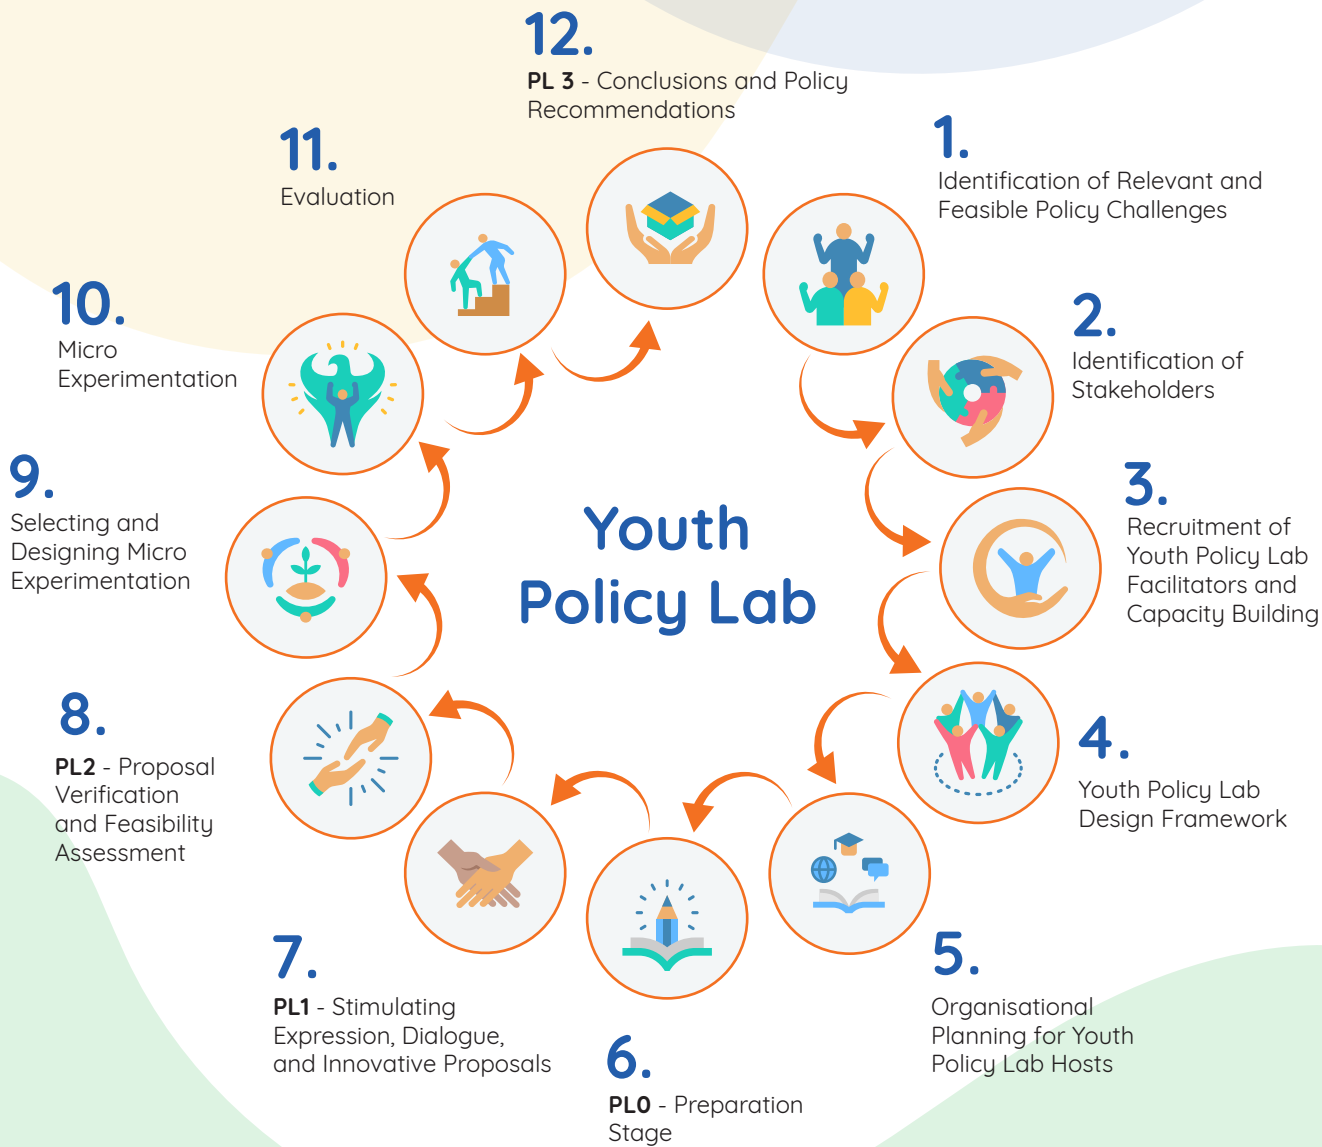 12.
PL 3 - Conclusions and Policy
Recommendations
1.
Identification of Relevant and
Feasible Policy Challenges
2.
Identification of
Stakeholders
3.
Recruitment of
Youth Policy Lab
Facilitators and
Capacity Building
4.
Youth Policy Lab
Design Framework
5.
Organisational
Planning for Youth
Policy Lab Hosts
6.
PL0 - Preparation
Stage
7.
PL1 - Stimulating
Expression, Dialogue,
and Innovative Proposals
8.
PL2 - Proposal
Verification
and Feasibility
Assessment
9.
Selecting and
Designing Micro
Experimentation
10.
Micro
Experimentation
11.
Evaluation
Youth
Policy Lab